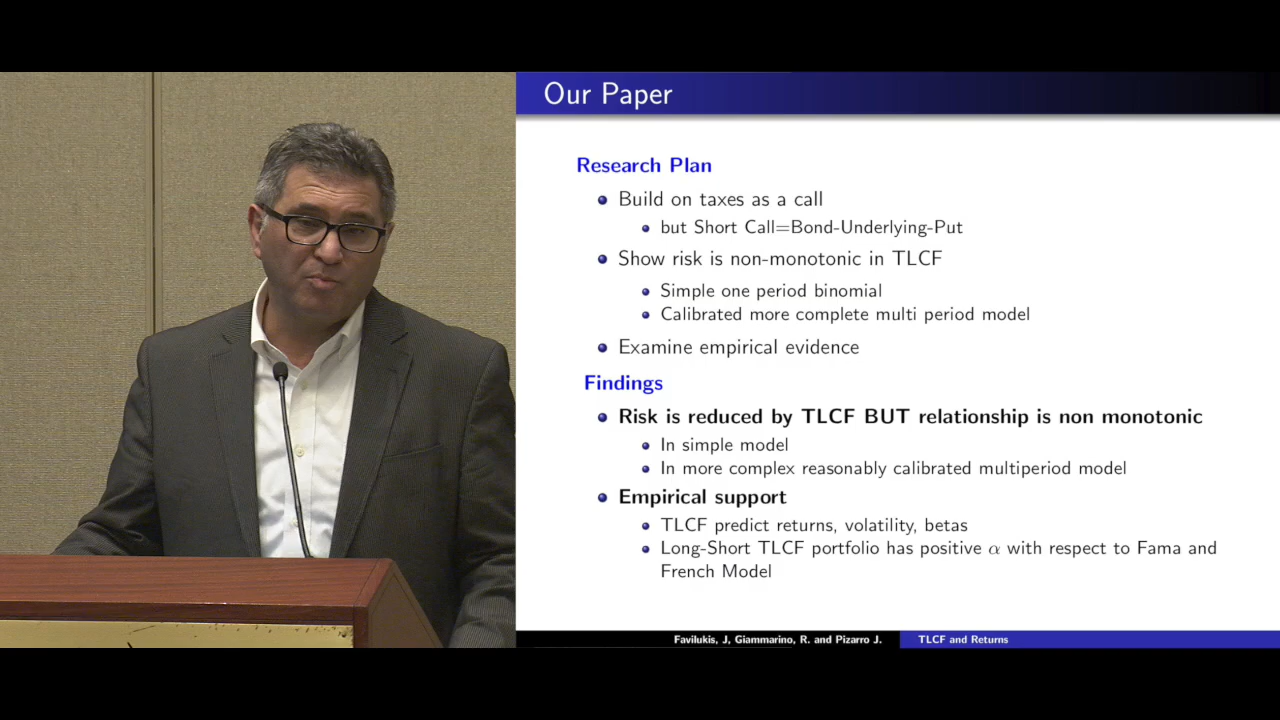 Our Paper
Research Plan
Build on taxes as a call
but Short Call=Bond-Underlying-Put
Show risk is non-monotonic in TLCF
Simple one period binomial
Calibrated more complete multi period model
Examine empirical evidence
Findings
Risk is reduced by TLCF BUT relationship is non monotonic
In simple model
In more complex reasonably calibrated multiperiod model
Empirical support
TLCF predict returns, volatility, betas
Long-Short TLCF portfolio has positive α with respect to Fama and
French Model
Favilukis, J, Giammarino, R. and Pizarro J.
TLCF and Returns